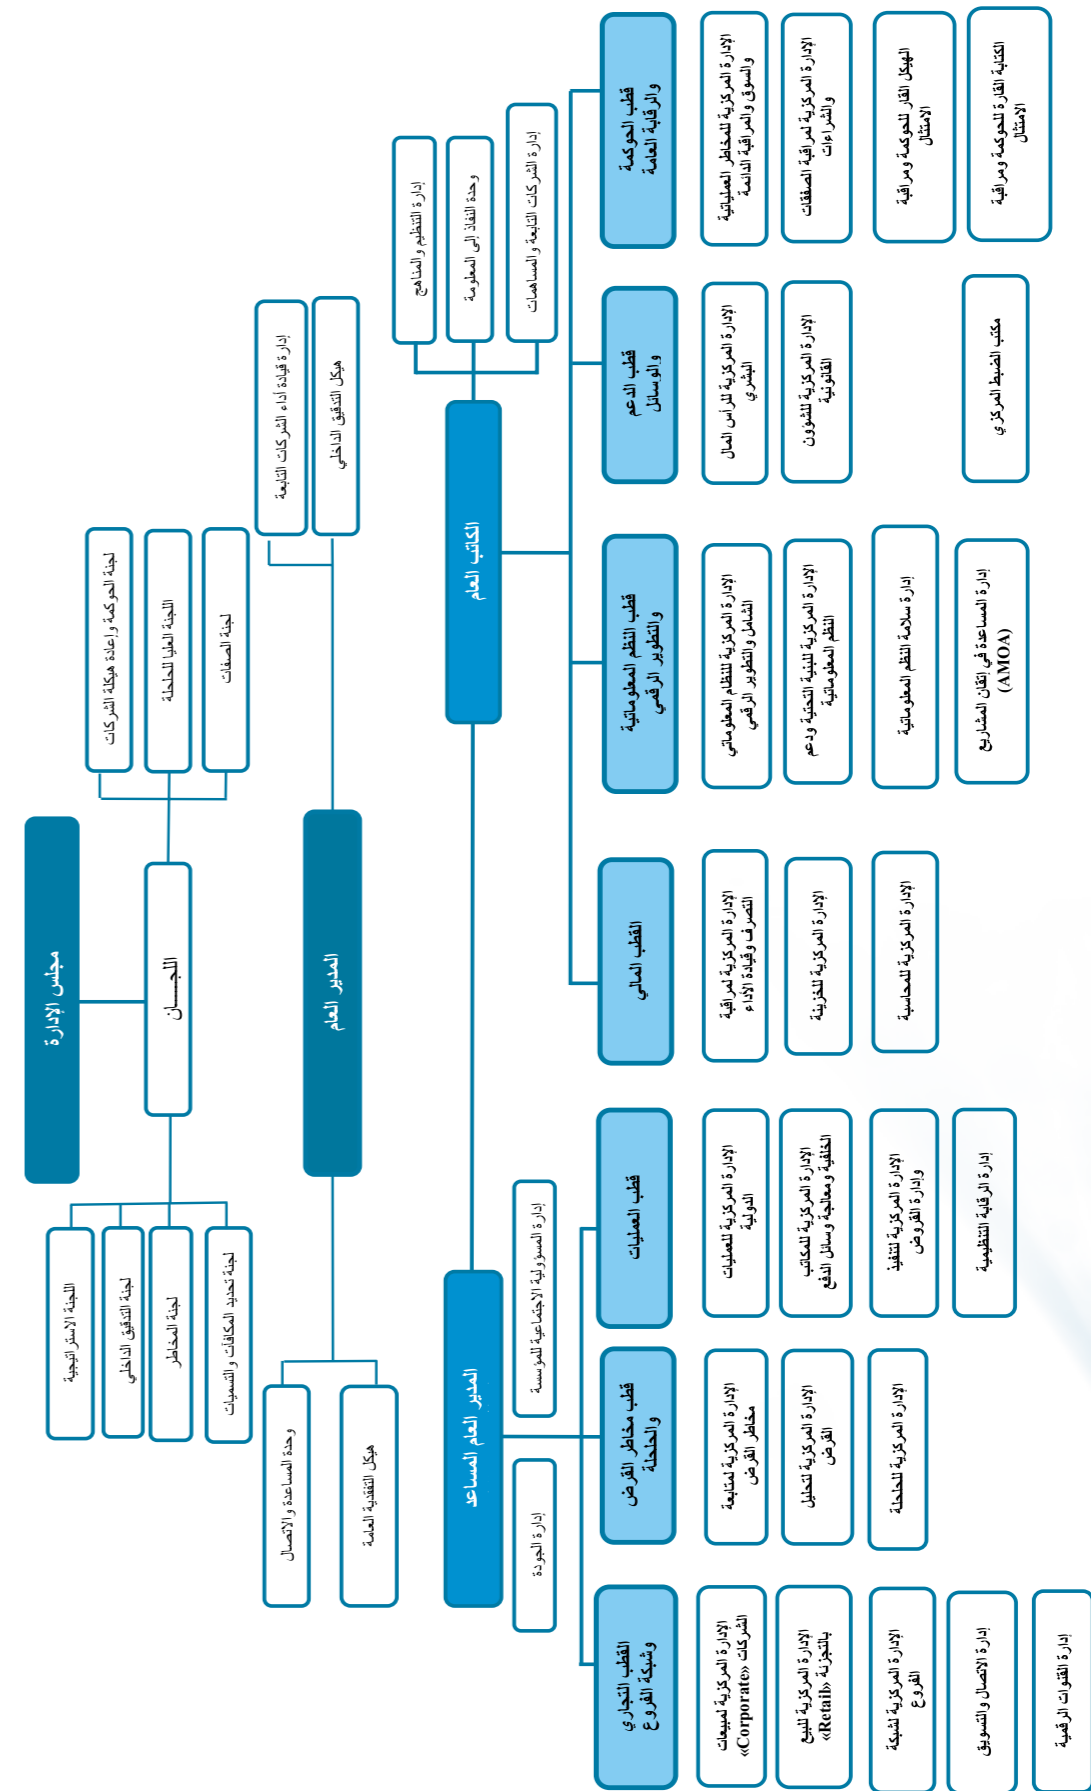 مجلس الإدارة
اللجـــــان
لجنة الحوكمة وإعادة هيكلة الشركات
اللجنة العليا للحلحلة
لجنة الصفقات
اللجنة الاستراتيجية
لجنة التدقيق الداخلي
لجنة المخاطر
لجنة تحديد المكافآت والتسميات
المدير العام
إدارة قيادة أداء الشركات التابعة
هيكل التدقيق الداخلي
وحدة المساعدة والاتصال
هيكل التفقدية العامة
الكاتب العام
إدارة التنظيم والمناهج
وحدة النفاذ إلى المعلومة
إدارة الشركات التابعة والمساهمات
المدير العام المساعد
إدارة المسؤولية الاجتماعية للمؤسسة
إدارة الجودة
قطب الحوكمة
والرقابة العامة
الإدارة المركزية للمخاطر العملياتية
والسوق والمراقبة الدائمة
الإدارة المركزية لمراقبة الصفقات
والشراءات
الهيكل القار للحوكمة ومراقبة
الامتثال
الكتابة القارة للحوكمة ومراقبة
الامتثال
قطب الدعم
والوسائل
الإدارة المركزية للرأس المال
البشري
الإدارة المركزية للشؤون
القانونية
مكتب الضبط المركزي
قطب النظم المعلوماتية
والتطوير الرقمي
الإدارة المركزية للنظام المعلوماتي
الشامل والتطوير الرقمي
الإدارة المركزية للبنية التحتية ودعم
النظم المعلوماتية
إدارة سلامة النظم المعلوماتية
إدارة المساعدة في إتقان المشاريع
(AMOA)
القطب المالي
الإدارة المركزية لمراقبة
التصرف وقيادة الأداء
الإدارة المركزية للخزينة
الإدارة المركزية للمحاسبة
قطب العمليات
الإدارة المركزية للعمليات
الدولية
الإدارة المركزية للمكاتب
الخلفية ومعالجة وسائل الدفع
الإدارة المركزية لتنفيذ
وإدارة القروض
إدارة الرقابة التنظيمية
قطب مخاطر القرض
والحلحلة
الإدارة المركزية لمتابعة
مخاطر القرض
الإدارة المركزية لتحليل
القرض
الإدارة المركزية للحلحلة
القطب التجاري
وشبكة الفروع
الإدارة المركزية لمبيعات
الشركات «Corporate»
الإدارة المركزية للبيع
بالتجزئة «Retail»
الإدارة المركزية لشبكة
الفروع
إدارة الاتصال والتسويق
إدارة القنوات الرقمية